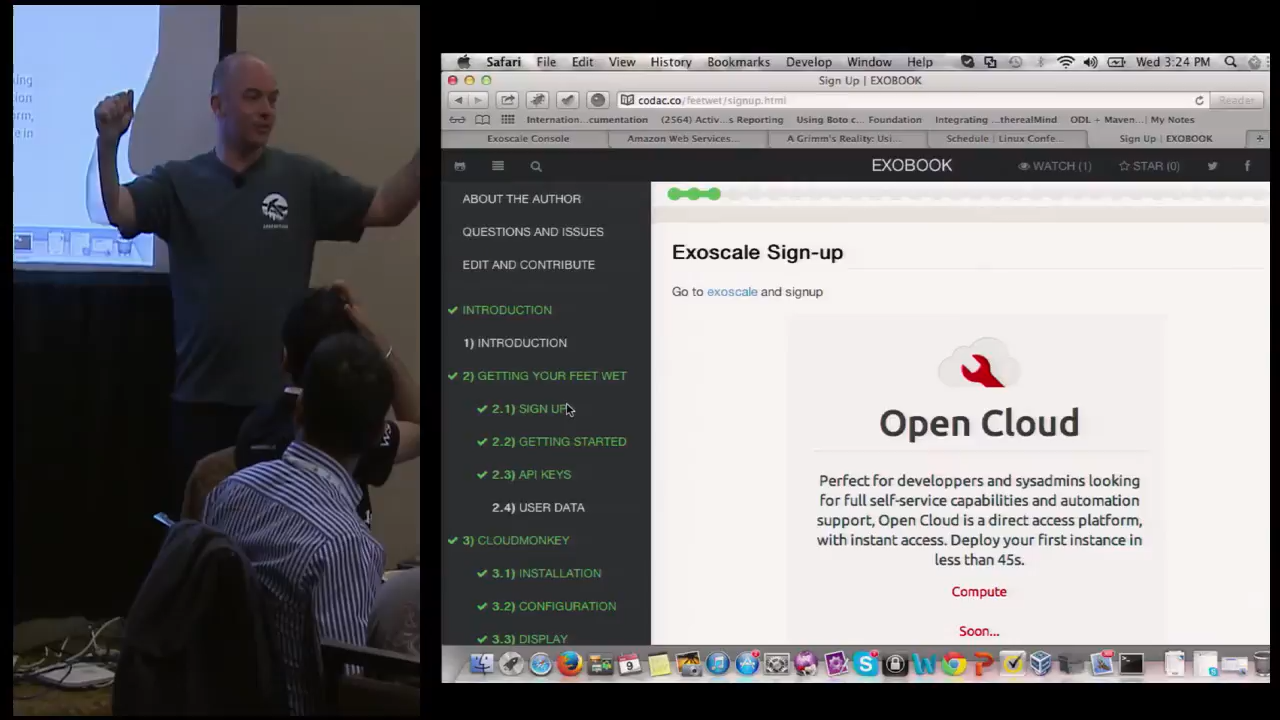 ning
ion
rm,
e in
Safari File Edit View History Bookmarks Develop Window Help Wed 3:24 PM
Sign Up | EXOBOOK
codac.co/feetwet/signup.html
Reader
Internation...cumentation (2564) Activ...s Reporting Using Boto c... Foundation Integrating ...therealMind ODL + Maven... | My Notes
Exoscale Console Amazon Web Services... A Grimm's Reality: Usi... Schedule | Linux Confe... Sign Up | EXOBOOK
EXOBOOK WATCH (1) STAR (0)
ABOUT THE AUTHOR
QUESTIONS AND ISSUES
EDIT AND CONTRIBUTE
INTRODUCTION
1) INTRODUCTION
2) GETTING YOUR FEET WET
2.1) SIGN UP
2.2) GETTING STARTED
2.3) API KEYS
2.4) USER DATA
3) CLOUDMONKEY
3.1) INSTALLATION
3.2) CONFIGURATION
3.3) DISPLAY
Exoscale Sign-up
Go to exoscale and signup
Open Cloud
Perfect for developpers and sysadmins looking
for full self-service capabilities and automation
support, Open Cloud is a direct access platform,
with instant access. Deploy your first instance in
less than 45s.
Compute
Soon...
9